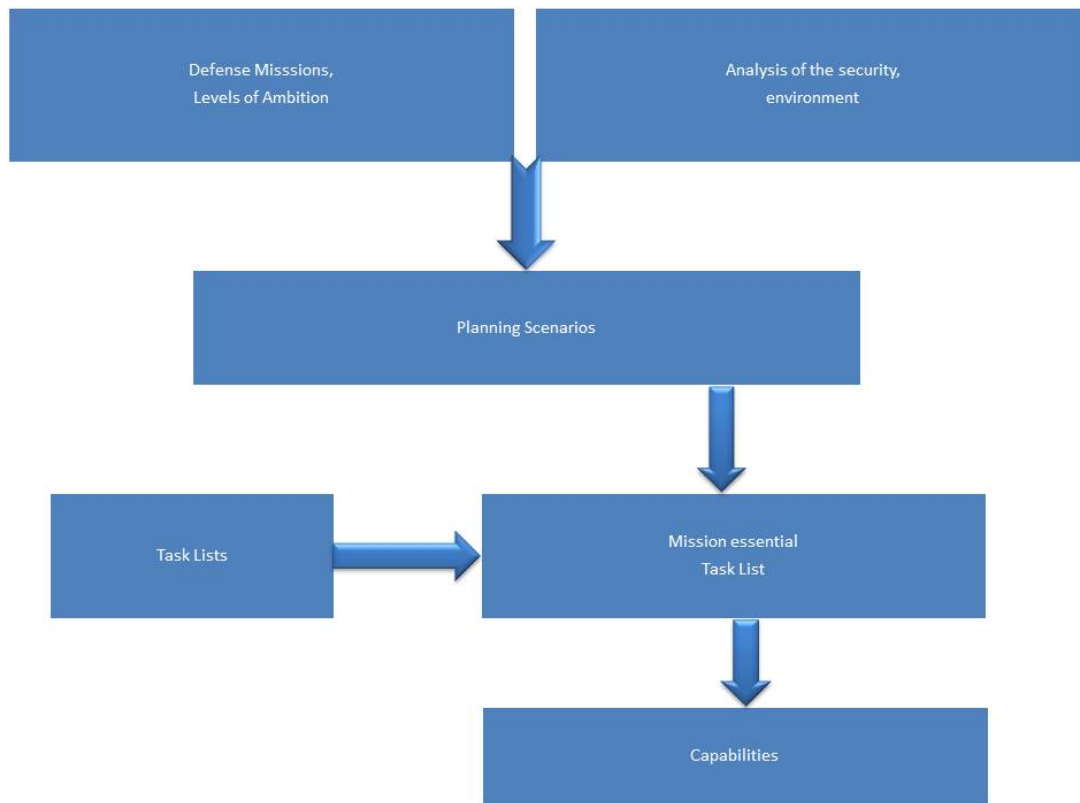 Defense Misssions,
Levels of Ambition
Analysis of the security,
environment
Planning Scenarios
Task Lists
Mission essential
Task List
Capabilities